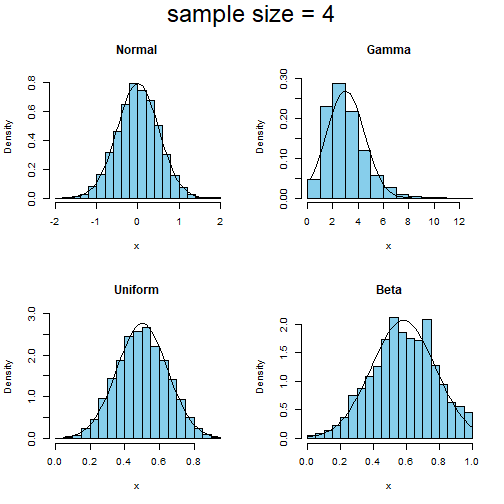 sample size = 4
Normal
Density
0.0 0.2 0.4 0.6 0.8
-2 -1 0 1 2
x
Gamma
Density
0.00 0.10 0.20 0.30
0 2 4 6 8 10 12
x
Uniform
Density
0.0 1.0 2.0 3.0
0.0 0.2 0.4 0.6 0.8
x
Beta
Density
0.0 0.5 1.0 1.5 2.0
0.0 0.2 0.4 0.6 0.8 1.0
x